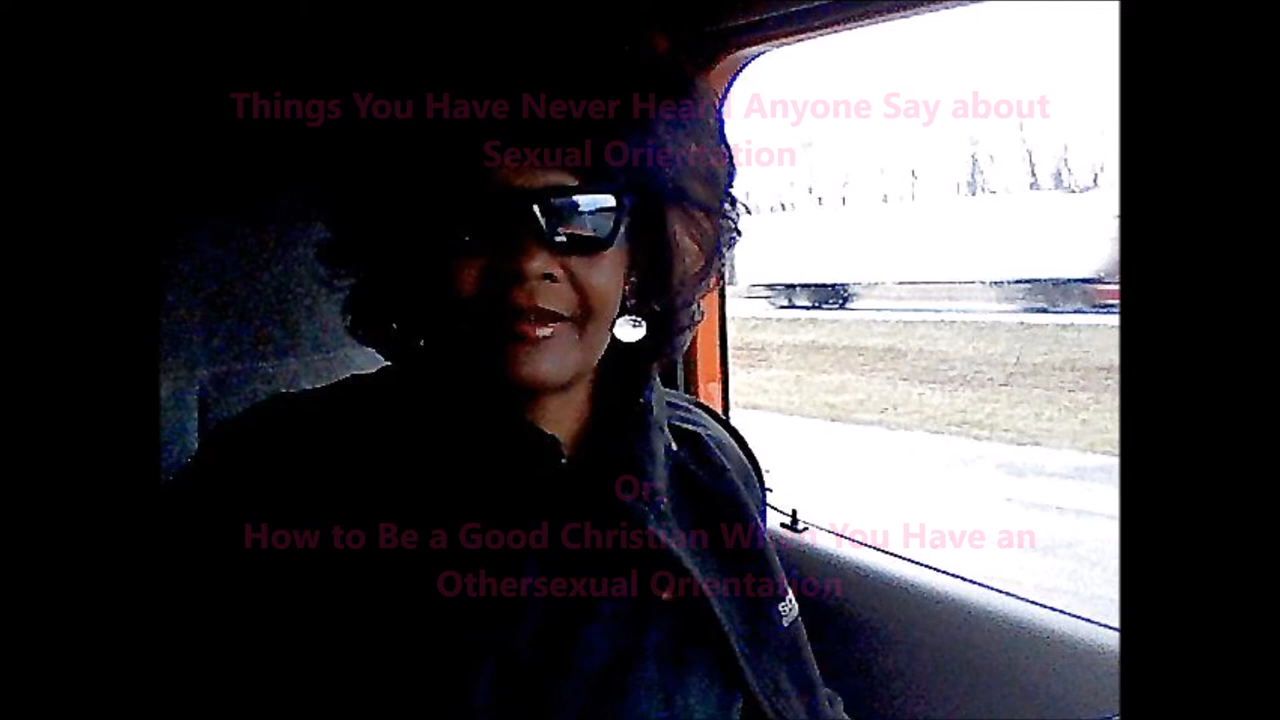 Things You Have Never Heard Anyone Say about
Sexual Orientation
Or,
How to Be a Good Christian When You Have an
Othersexual Orientation